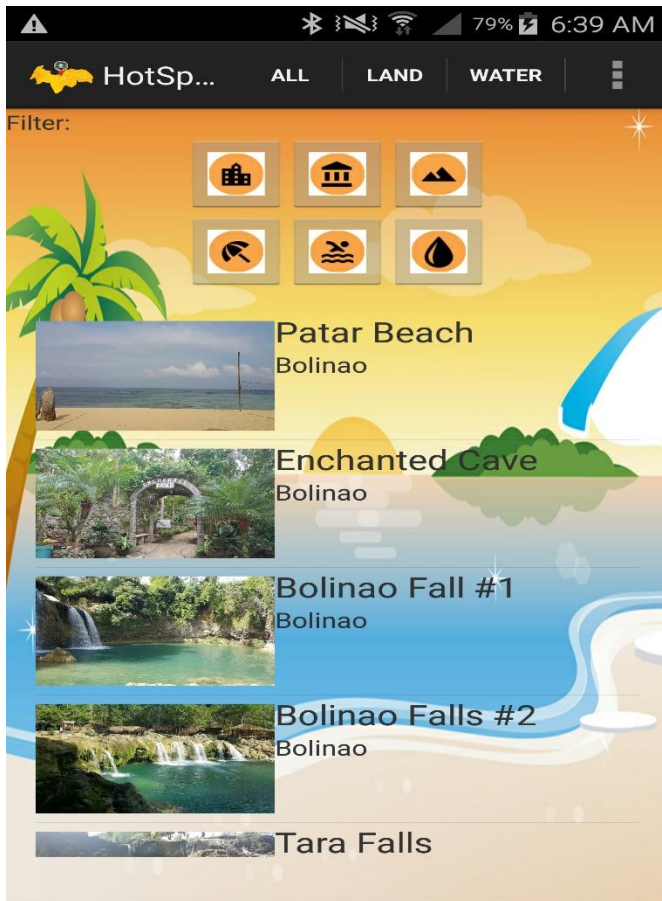 79% 6:39 AM
HotSp... ALL LAND WATER
Filter:
Patar Beach
Bolinao
Enchanted Cave
Bolinao
Bolinao Fall #1
Bolinao
Bolinao Falls #2
Bolinao
Tara Falls